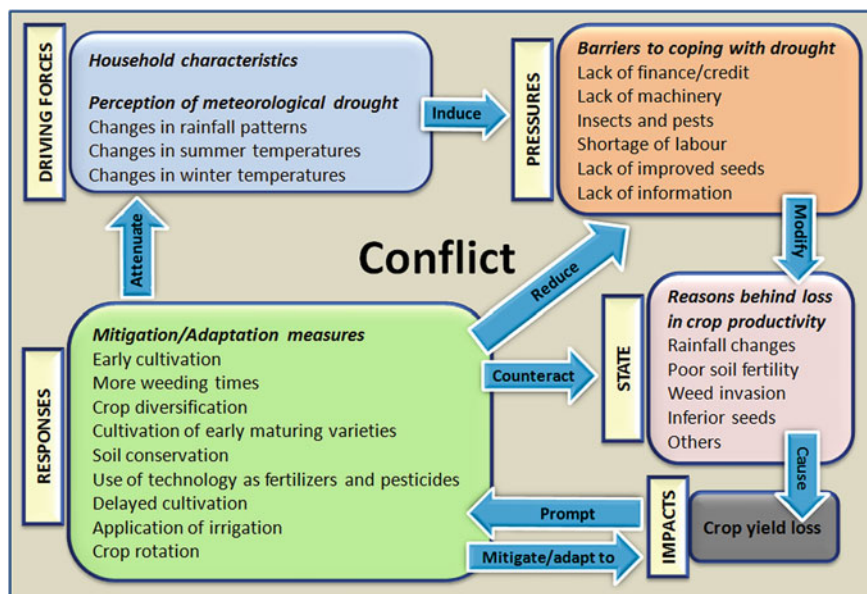 DRIVING FORCES
Household characteristics
Perception of meteorological drought
Changes in rainfall patterns
Changes in summer temperatures
Changes in winter temperatures
Induce
PRESSURES
Barriers to coping with drought
Lack of finance/credit
Lack of machinery
Insects and pests
Shortage of labour
Lack of improved seeds
Lack of information
Attenuate
Conflict
Reduce
Modify
RESPONSES
Mitigation/Adaptation measures
Early cultivation
More weeding times
Crop diversification
Cultivation of early maturing varieties
Soil conservation
Use of technology as fertilizers and pesticides
Delayed cultivation
Application of irrigation
Crop rotation
Counteract
STATE
Reasons behind loss
in crop productivity
Rainfall changes
Poor soil fertility
Weed invasion
Inferior seeds
Others
Cause
Prompt
Mitigate/adapt to
IMPACTS
Crop yield loss